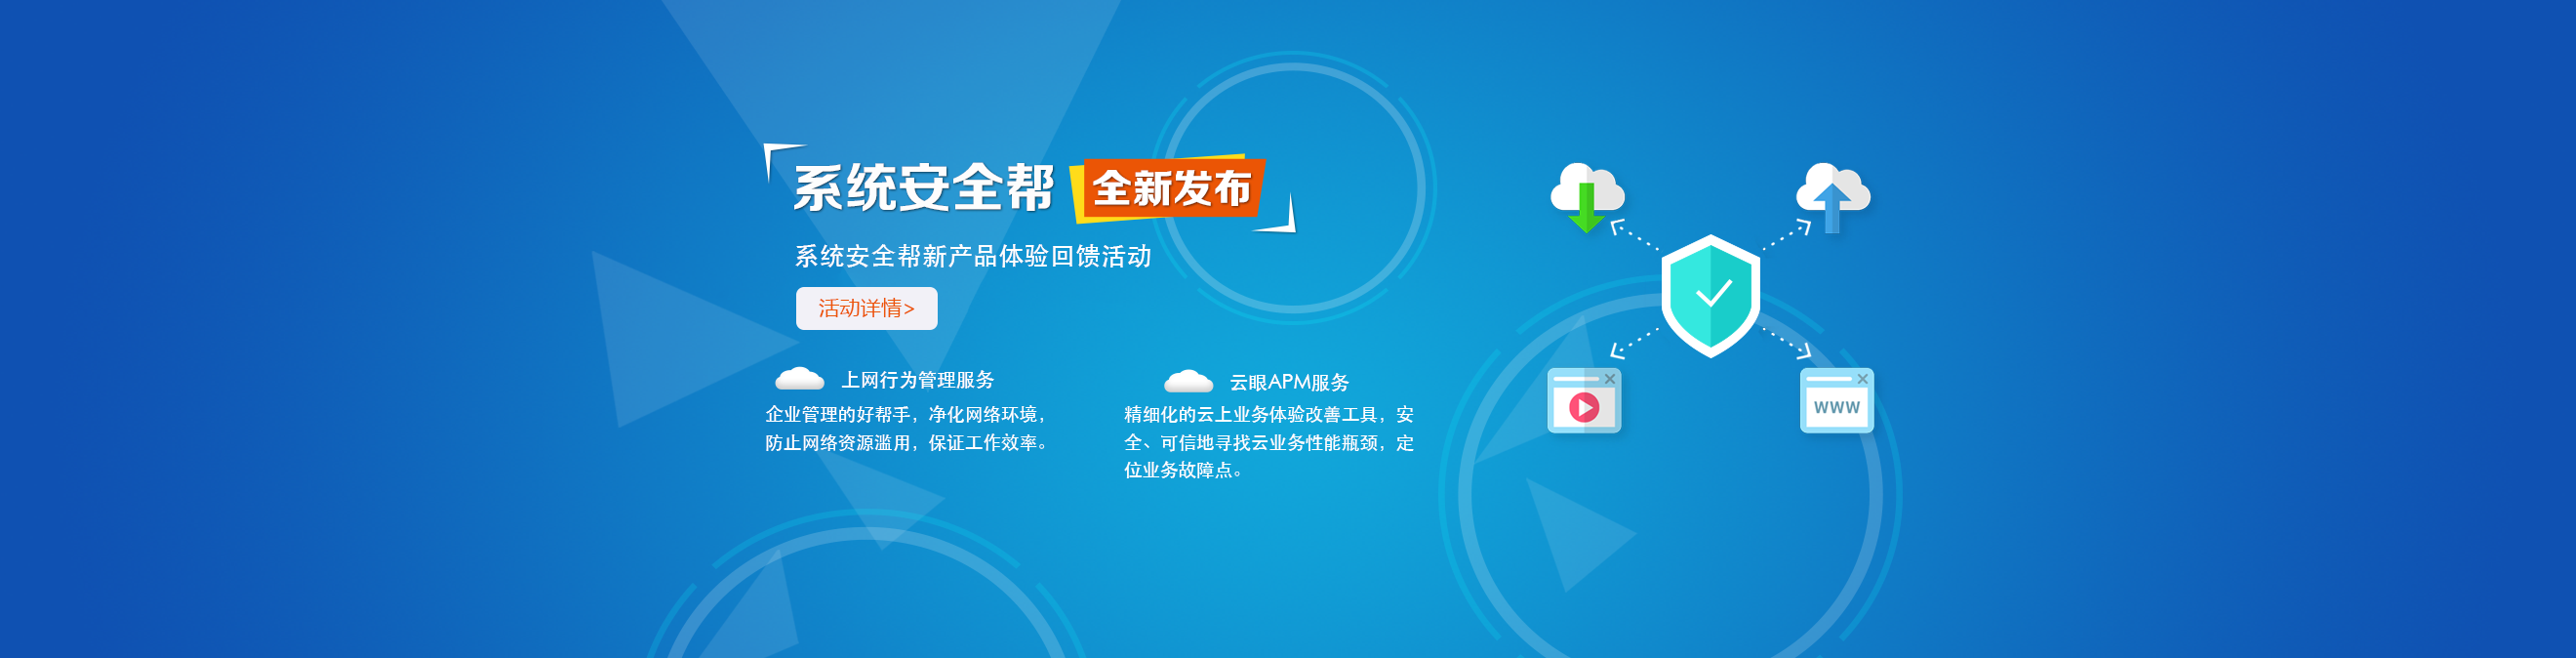 系统安全帮 全新发布
系统安全帮新产品体验回馈活动
活动详情>
上网行为管理服务
企业管理的好帮手，净化网络环境，
防止网络资源滥用，保证工作效率。
云眼APM服务
精细化的云上业务体验改善工具，安
全、可信地寻找云业务性能瓶颈，定
位业务故障点。
WWW